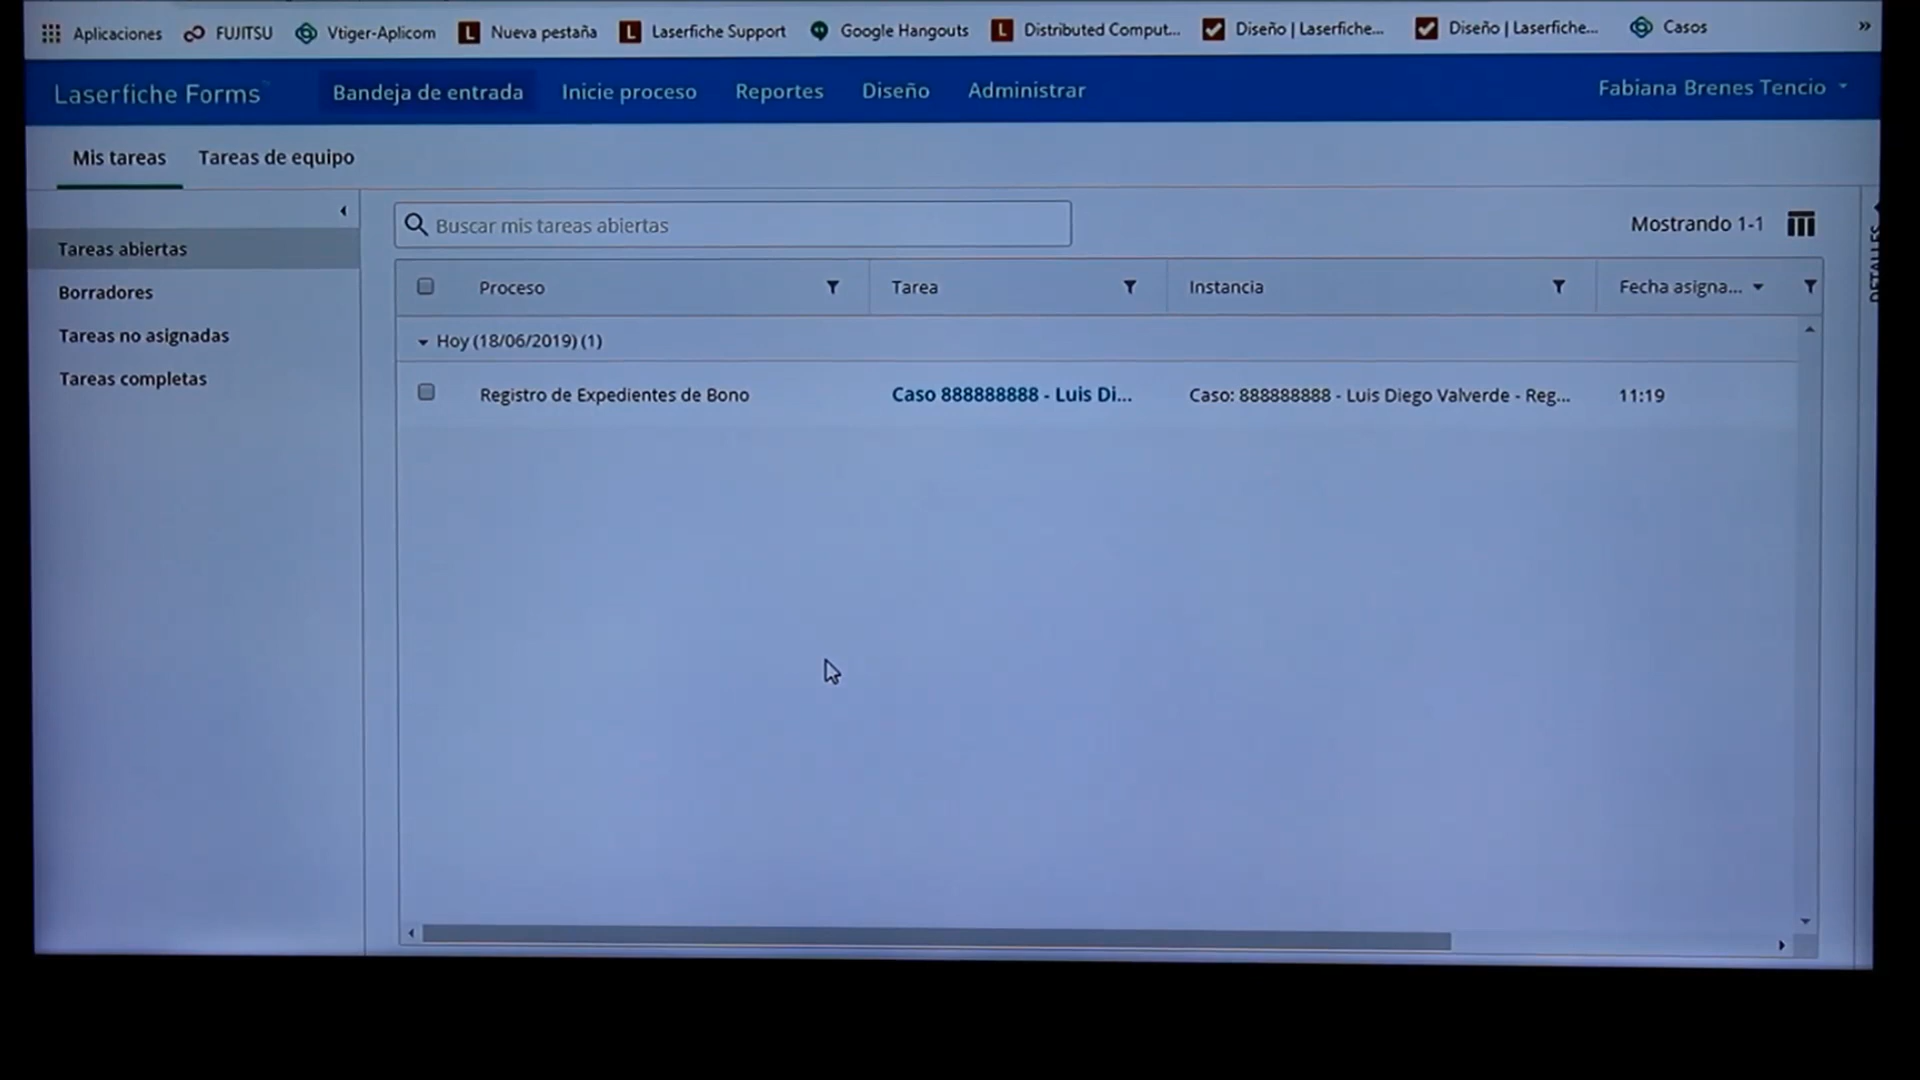 Aplicaciones FUJITSU Vtiger-Aplicom Nueva pestaña Laserfiche Support Google Hangouts Distributed Comput... Diseño | Laserfiche... Diseño | Laserfiche... Casos »
Laserfiche Forms Bandeja de entrada Inicie proceso Reportes Diseño Administrar Fabiana Brenes Tencio
Mis tareas Tareas de equipo
Buscar mis tareas abiertas Mostrando 1-1
DETALLES
Tareas abiertas
Borradores
Tareas no asignadas
Tareas completas
Proceso Tarea Instancia Fecha asigna...
Hoy (18/06/2019) (1)
Registro de Expedientes de Bono Caso 888888888 - Luis Di... Caso: 888888888 - Luis Diego Valverde - Reg... 11:19